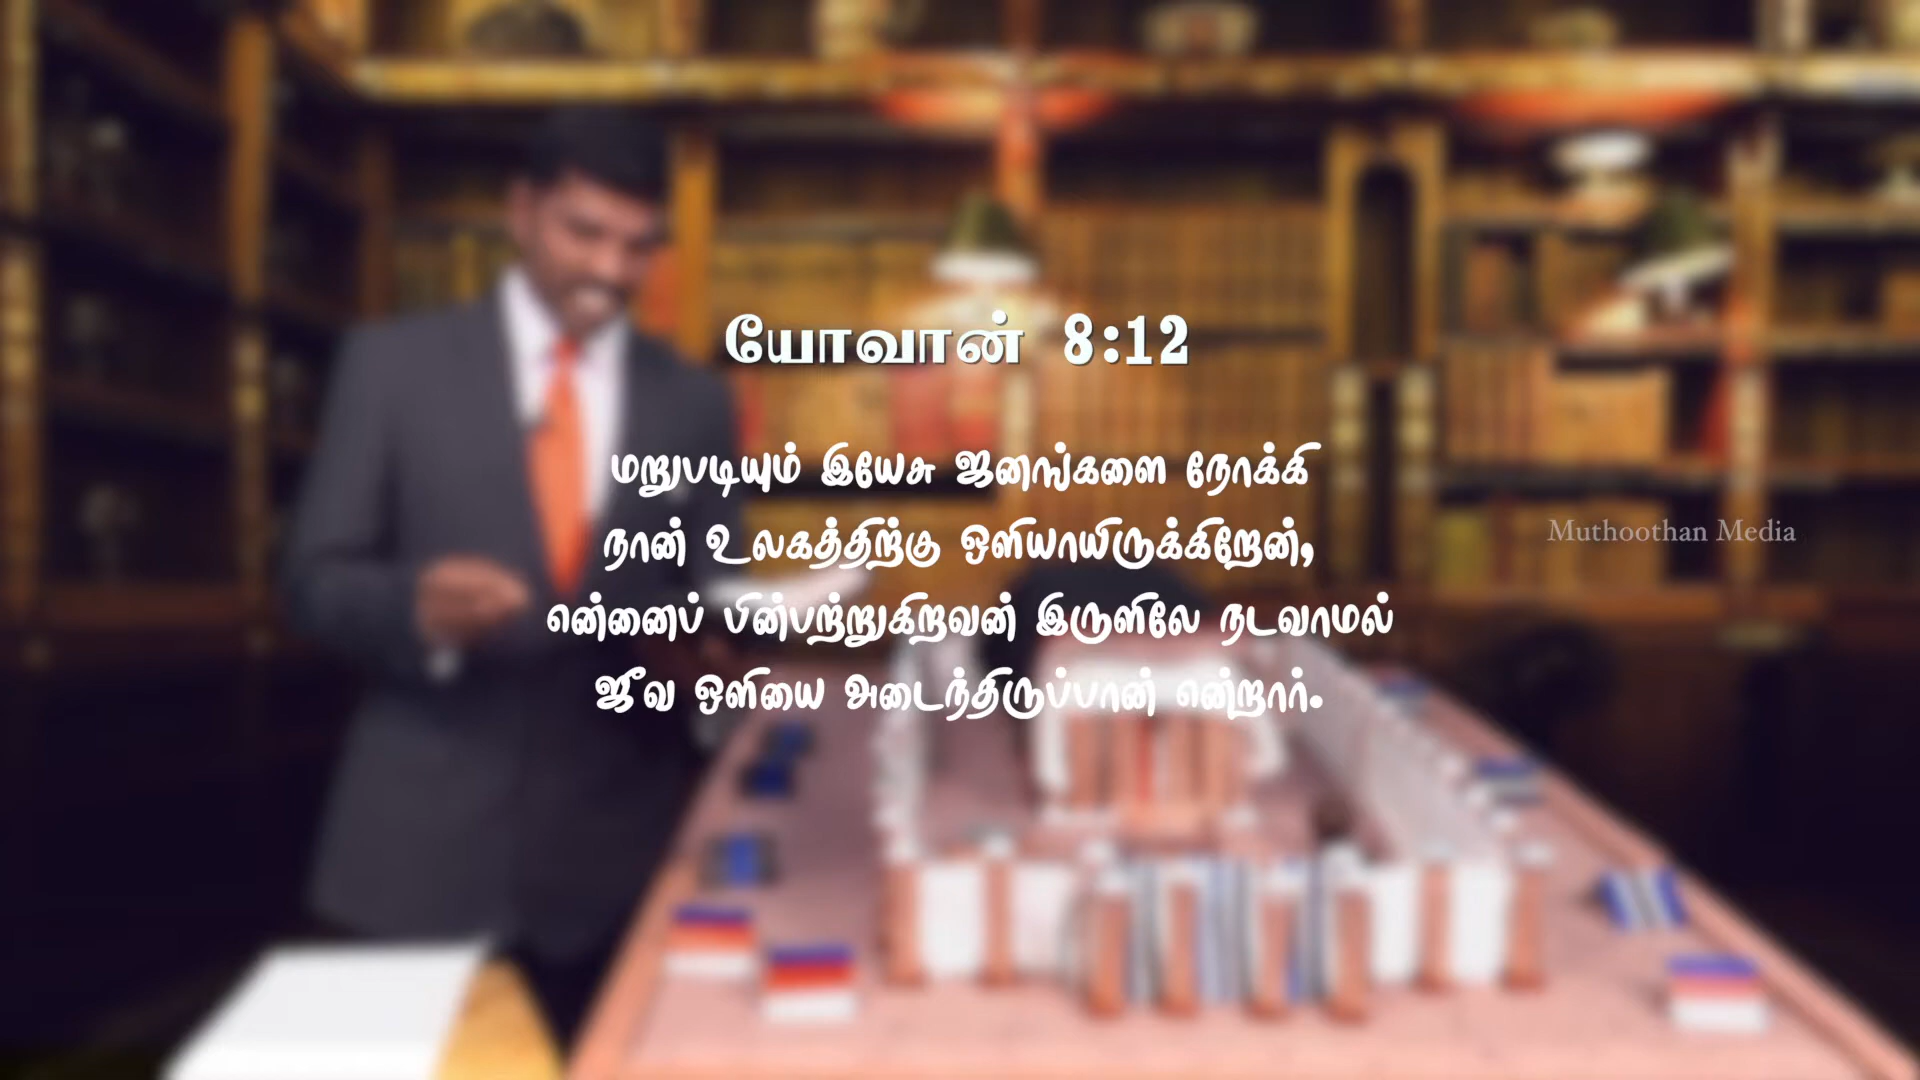 யோவான் 8:12
மறுபடியும் இயேசு ஜனங்களை நோக்கி
நான் உலகத்திற்கு ஒளியாயிருக்கிறேன்,
என்னைப் பின்பற்றுகிறவன் இருளிலே நடவாமல்
ஜீவ ஒளியை அடைந்திருப்பான் என்றார்.
Muthoothan Media